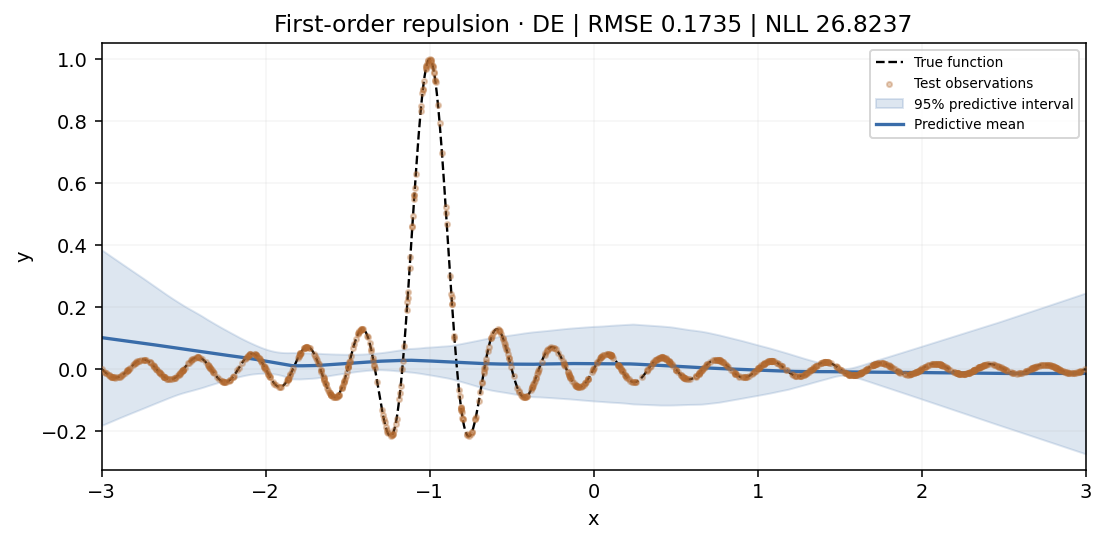 First-order repulsion · DE | RMSE 0.1735 | NLL 26.8237
True function
Test observations
95% predictive interval
Predictive mean
1.0
0.8
0.6
0.4
0.2
0.0
−0.2
y
−3
−2
−1
0
1
2
3
x